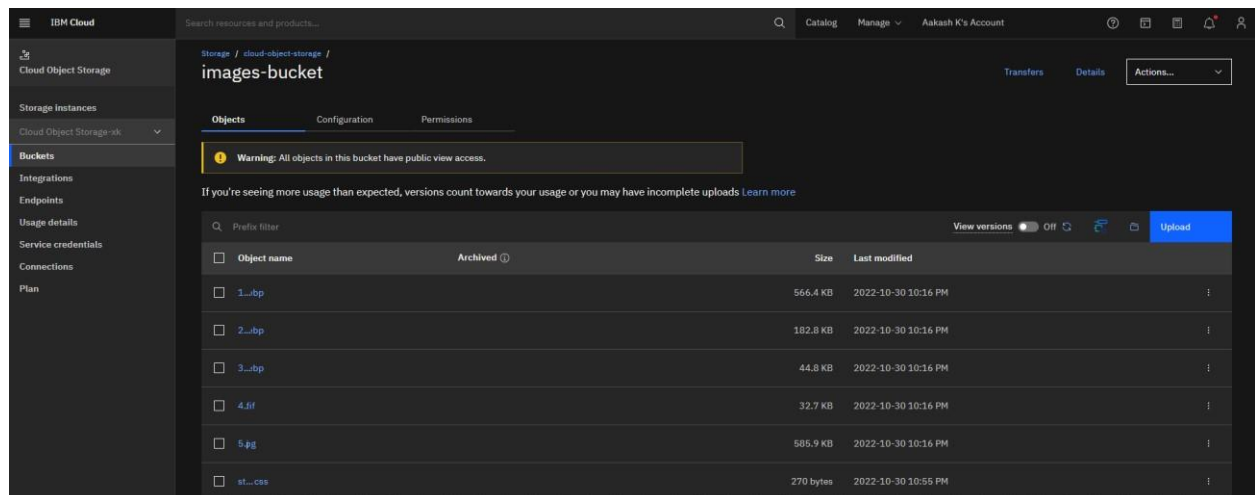 IBM Cloud
Search resources and products...
Catalog
Manage
Aakash K's Account
Cloud Object Storage
Storage instances
Cloud Object Storage-xk
Buckets
Integrations
Endpoints
Usage details
Service credentials
Connections
Plan
Storage / cloud-object-storage /
images-bucket
Transfers
Details
Actions...
Objects
Configuration
Permissions
Warning: All objects in this bucket have public view access.
If you're seeing more usage than expected, versions count towards your usage or you may have incomplete uploads Learn more
Prefix filter
View versions Off
Upload
Object name Archived Size Last modified
1...bp 566.4 KB 2022-10-30 10:16 PM
2...bp 182.8 KB 2022-10-30 10:16 PM
3...bp 44.8 KB 2022-10-30 10:16 PM
4.fif 32.7 KB 2022-10-30 10:16 PM
585.9 KB 2022-10-30 10:16 PM
st...css 270 bytes 2022-10-30 10:55 PM